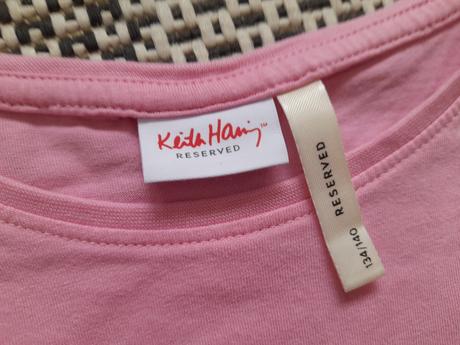 Keith Haring™
RESERVED
RESERVED
134/140